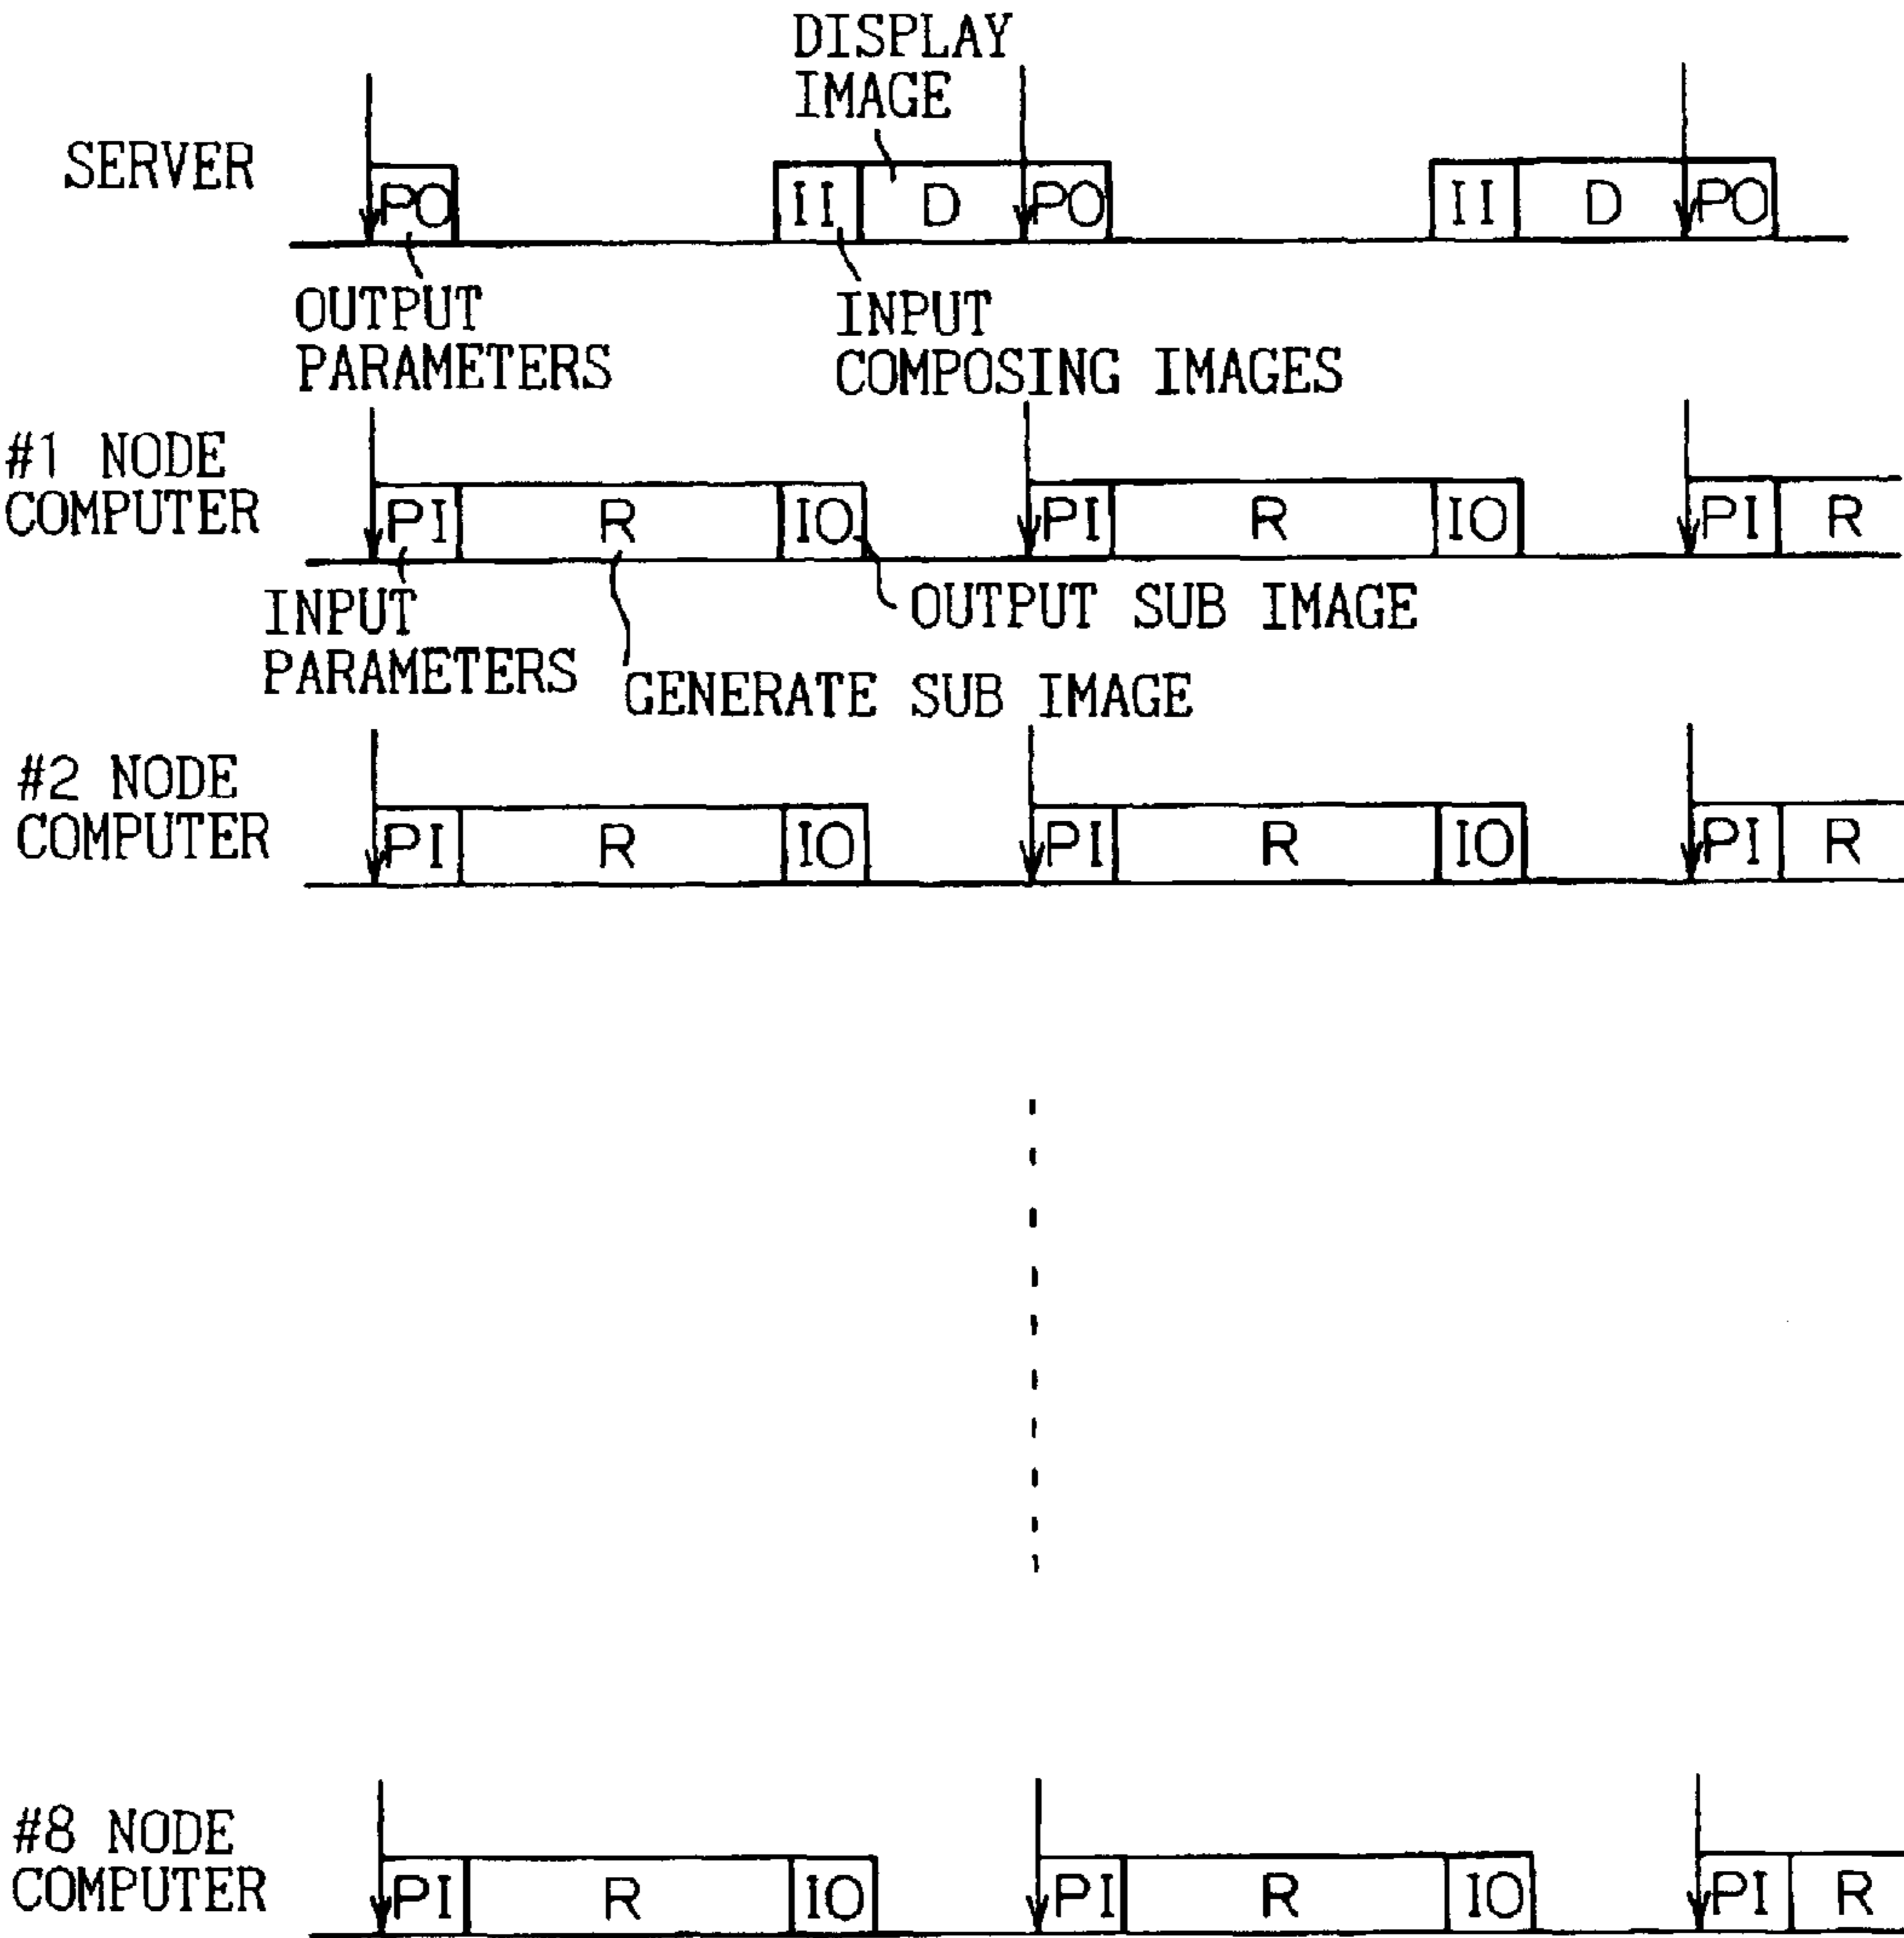 DISPLAY
IMAGE
SERVER
PO II D PO II D PO
OUTPUT
PARAMETERS
INPUT
COMPOSING IMAGES
#1 NODE
COMPUTER
PI R IO PI R IO PI R
INPUT
PARAMETERS
OUTPUT SUB IMAGE
GENERATE SUB IMAGE
#2 NODE
COMPUTER
PI R IO PI R IO PI R
#8 NODE
COMPUTER
PI R IO PI R IO PI R